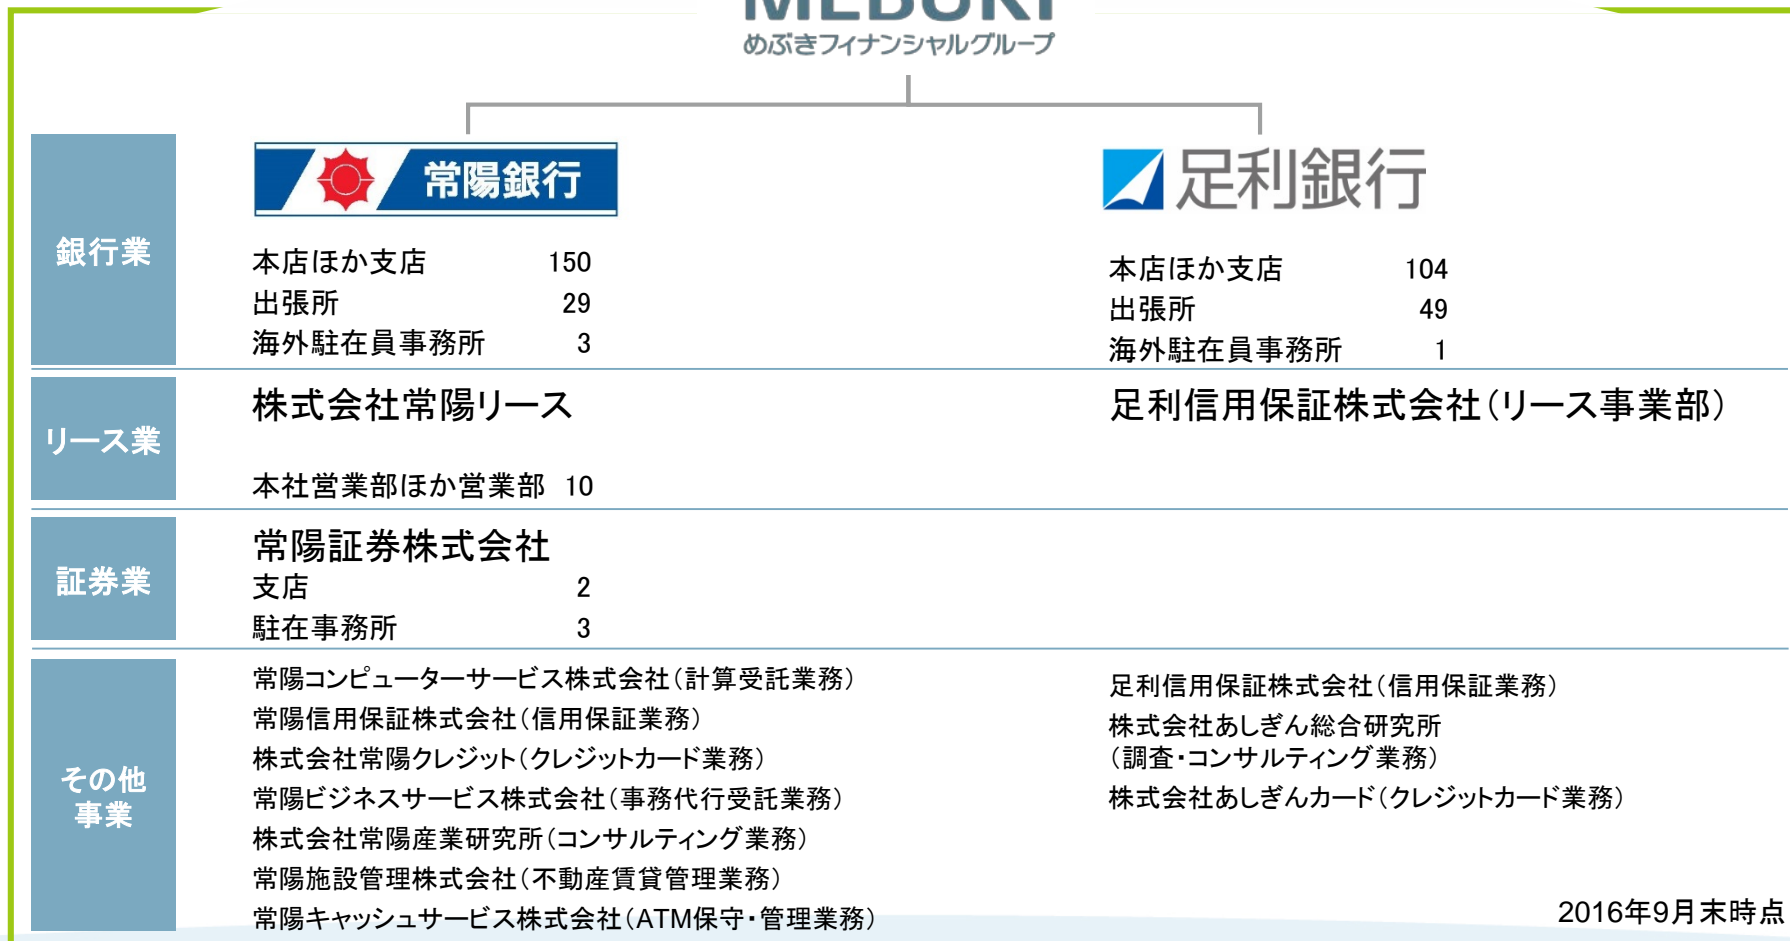 MEBUKI
めぶきフィナンシャルグループ
銀行業
常陽銀行
本店ほか支店 150
出張所 29
海外駐在員事務所 3
足利銀行
本店ほか支店 104
出張所 49
海外駐在員事務所 1
リース業
株式会社常陽リース
本社営業部ほか営業部 10
足利信用保証株式会社（リース事業部）
証券業
常陽証券株式会社
支店 2
駐在事務所 3
その他
事業
常陽コンピューターサービス株式会社（計算受託業務）
常陽信用保証株式会社（信用保証業務）
株式会社常陽クレジット（クレジットカード業務）
常陽ビジネスサービス株式会社（事務代行受託業務）
株式会社常陽産業研究所（コンサルティング業務）
常陽施設管理株式会社（不動産賃貸管理業務）
常陽キャッシュサービス株式会社（ATM保守・管理業務）
足利信用保証株式会社（信用保証業務）
株式会社あしぎん総合研究所
（調査・コンサルティング業務）
株式会社あしぎんカード（クレジットカード業務）
2016年9月末時点